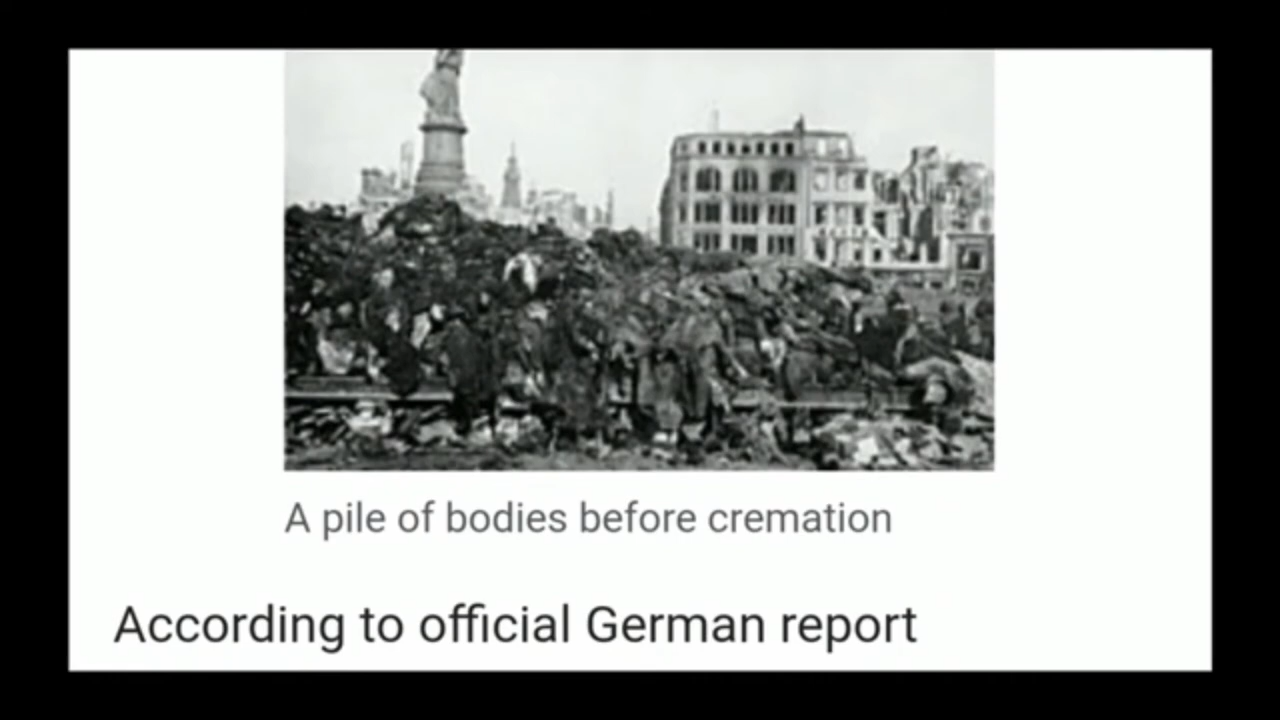 A pile of bodies before cremation
According to official German report